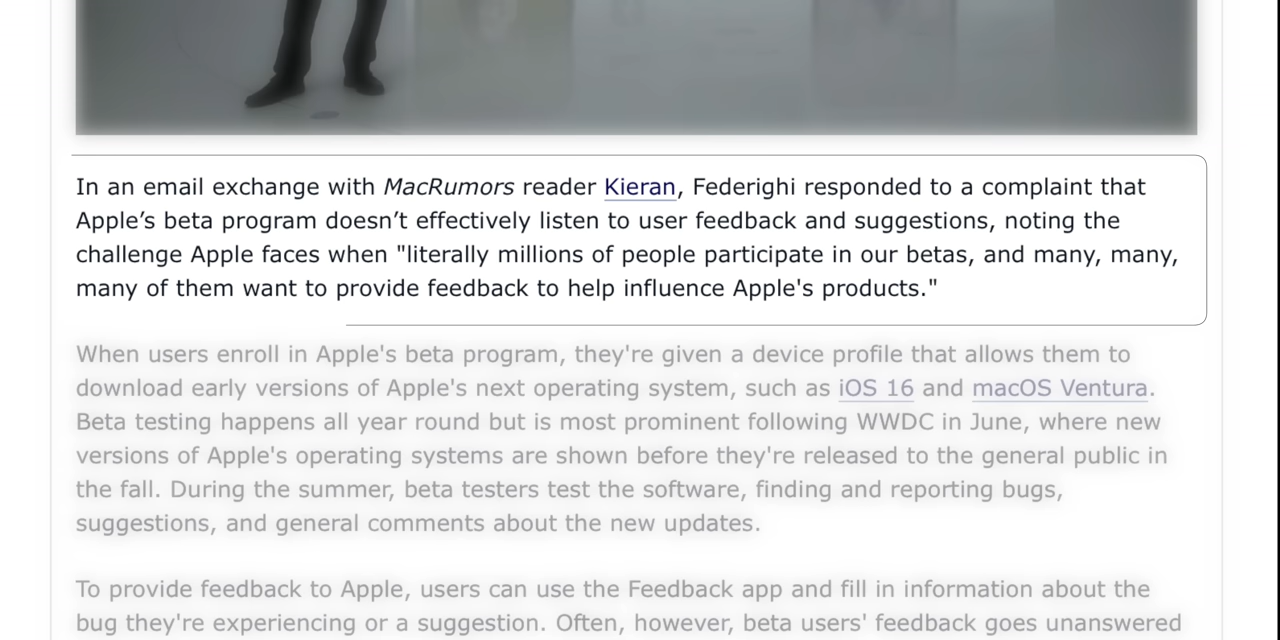 In an email exchange with MacRumors reader Kieran, Federighi responded to a complaint that
Apple’s beta program doesn’t effectively listen to user feedback and suggestions, noting the
challenge Apple faces when "literally millions of people participate in our betas, and many, many,
many of them want to provide feedback to help influence Apple's products."
When users enroll in Apple's beta program, they're given a device profile that allows them to
download early versions of Apple's next operating system, such as iOS 16 and macOS Ventura.
Beta testing happens all year round but is most prominent following WWDC in June, where new
versions of Apple's operating systems are shown before they're released to the general public in
the fall. During the summer, beta testers test the software, finding and reporting bugs,
suggestions, and general comments about the new updates.
To provide feedback to Apple, users can use the Feedback app and fill in information about the
bug they're experiencing or a suggestion. Often, however, beta users' feedback goes unanswered